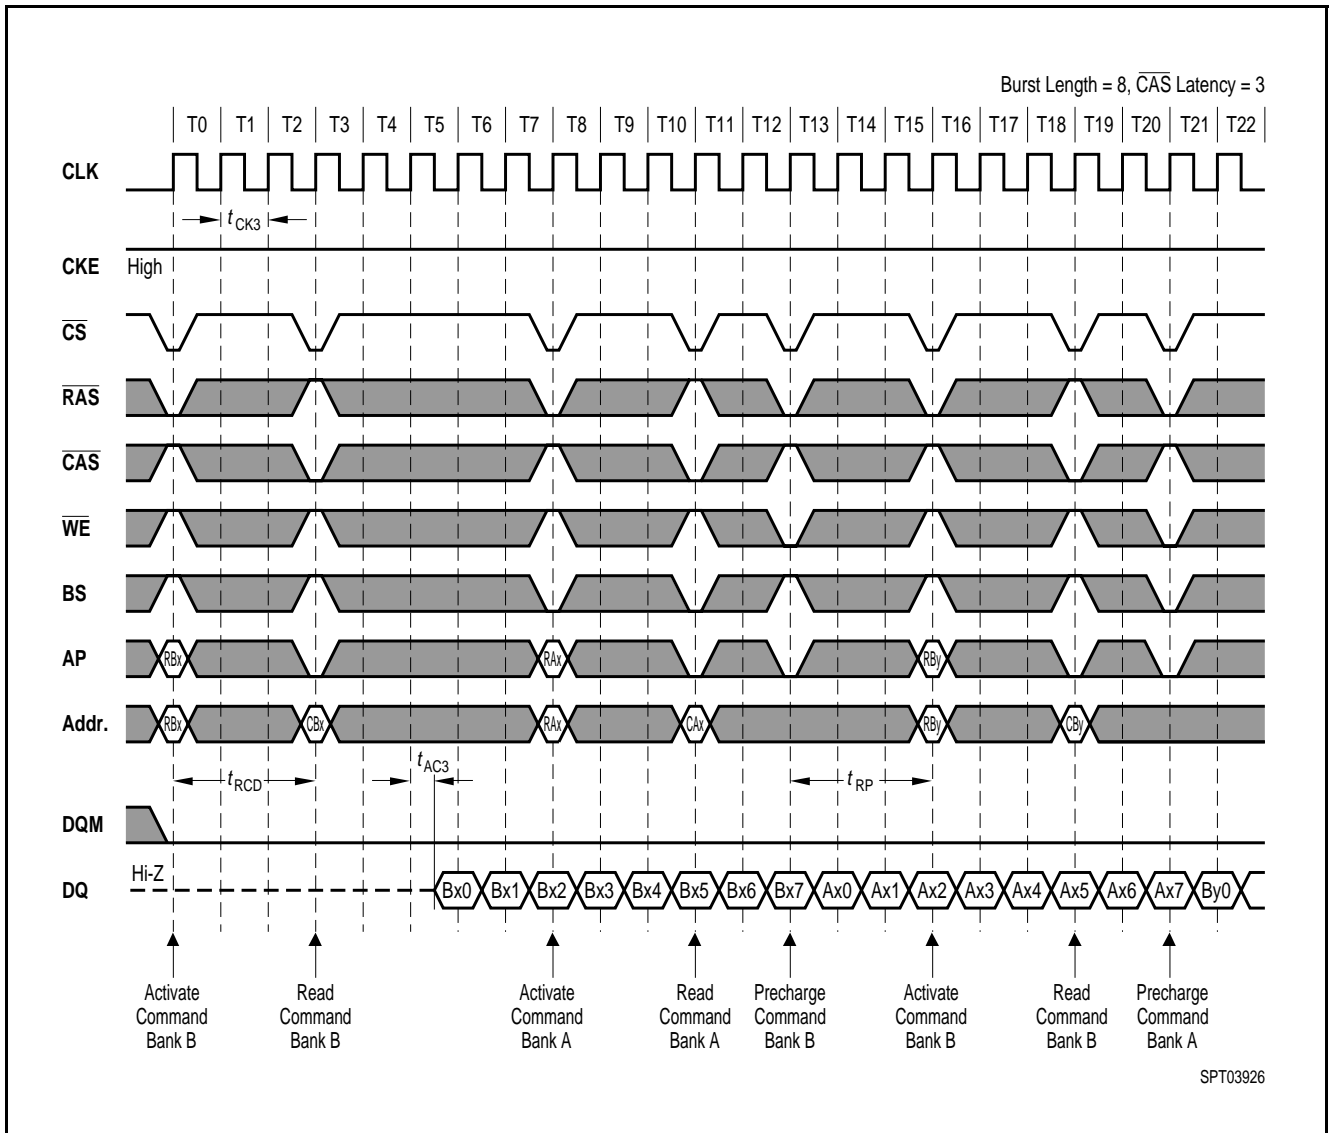 Burst Length = 8, CAS Latency = 3
T0 T1 T2 T3 T4 T5 T6 T7 T8 T9 T10 T11 T12 T13 T14 T15 T16 T17 T18 T19 T20 T21 T22
CLK
t CK3
CKE High
CS
RAS
CAS
WE
BS
AP RBx RAx RBy
Addr. RBx CBx RAx CAx RBy CBy
t RCD t AC3 t RP
DQM
Hi-Z
DQ Bx0 Bx1 Bx2 Bx3 Bx4 Bx5 Bx6 Bx7 Ax0 Ax1 Ax2 Ax3 Ax4 Ax5 Ax6 Ax7 By0
Activate Read Activate Read Precharge Activate Read Precharge
Command Command Command Command Command Command Command Command
Bank B Bank B Bank A Bank A Bank B Bank B Bank B Bank A
SPT03926